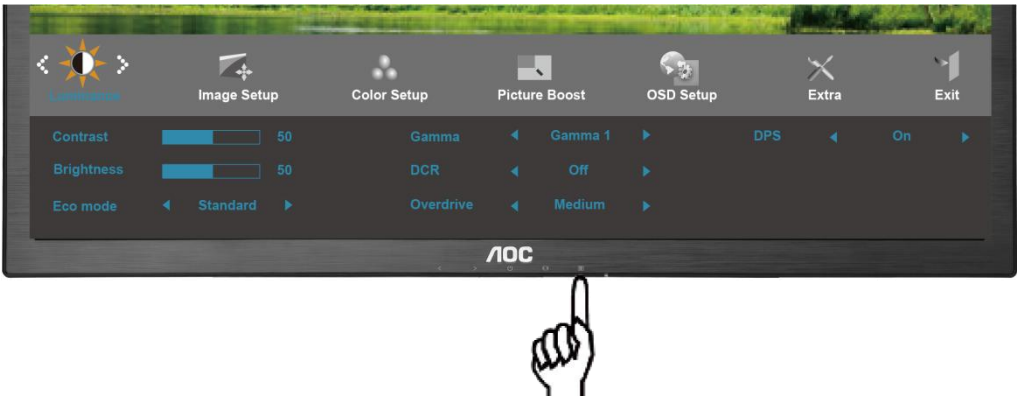 Luminance Image Setup Color Setup Picture Boost OSD Setup Extra Exit
Contrast 50 Gamma Gamma 1 DPS On
Brightness 50 DCR Off
Eco mode Standard Overdrive Medium
AOC